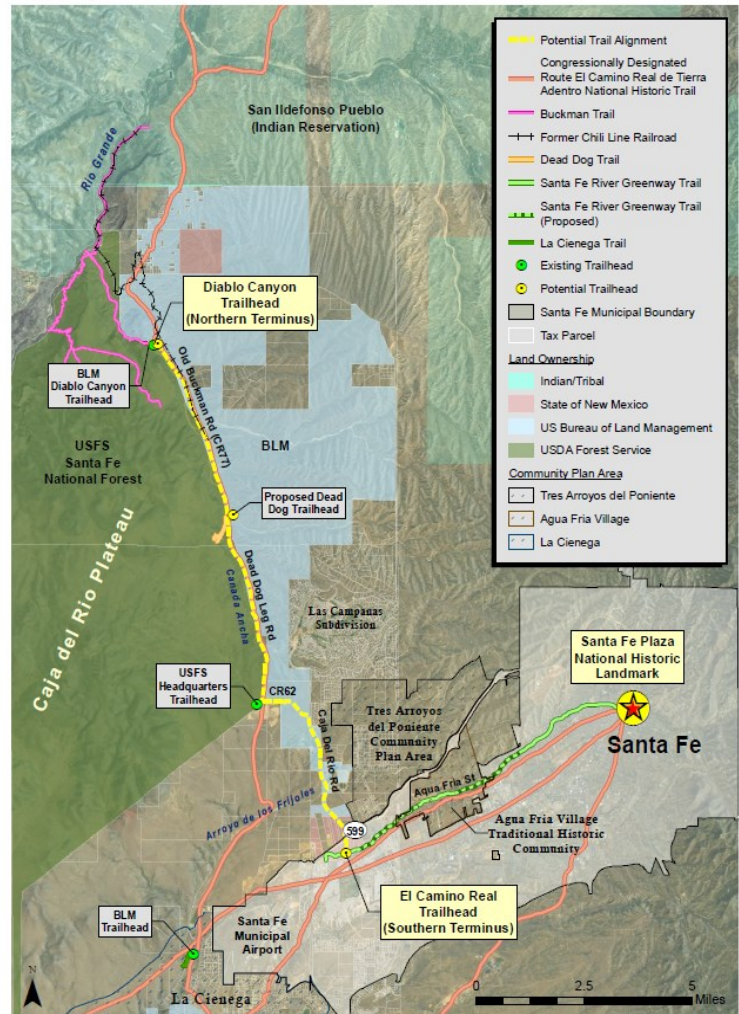 Potential Trail Alignment
Congressionally Designated
Route El Camino Real de Tierra
Adentro National Historic Trail
Buckman Trail
Former Chili Line Railroad
Dead Dog Trail
Santa Fe River Greenway Trail
Santa Fe River Greenway Trail
(Proposed)
La Cienega Trail
Existing Trailhead
Potential Trailhead
Santa Fe Municipal Boundary
Tax Parcel
Land Ownership
Indian/Tribal
State of New Mexico
US Bureau of Land Management
USDA Forest Service
Community Plan Area
Tres Arroyos del Poniente
Agua Fria Village
La Cienega
San Ildefonso Pueblo
(Indian Reservation)
Rio Grande
Diablo Canyon
Trailhead
(Northern Terminus)
BLM
Diablo Canyon
Trailhead
Old Buckman Rd (CR77)
BLM
USFS
Santa Fe
National Forest
Proposed Dead
Dog Trailhead
Caja del Rio Plateau
Canada Ancha
Dead Dog Leg Rd
Las Campanas
Subdivision
Santa Fe Plaza
National Historic
Landmark
USFS
Headquarters
Trailhead
CR62
Caja Del Rio Rd
Tres Arroyos
del Poniente
Community
Plan Area
Santa Fe
Agua Fria St
Arroyo de los Frijoles
599
Agua Fria Village
Traditional Historic
Community
El Camino Real
Trailhead
(Southern Terminus)
BLM
Trailhead
Santa Fe
Municipal
Airport
La Cienega
N
0 2.5 5
Miles